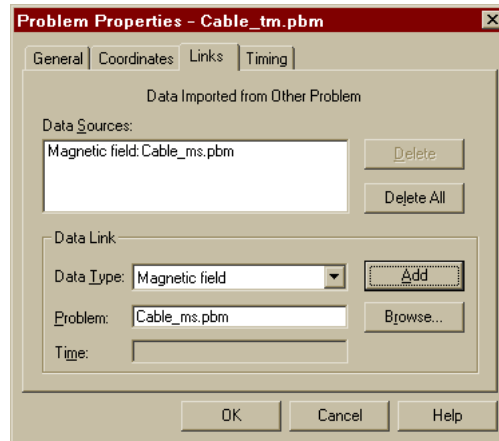 Problem Properties - Cable_tm.pbm
General Coordinates Links Timing
Data Imported from Other Problem
Data Sources:
Magnetic field: Cable_ms.pbm
Delete
Delete All
Data Link
Data Type: Magnetic field Add
Problem: Cable_ms.pbm Browse...
Time:
OK Cancel Help